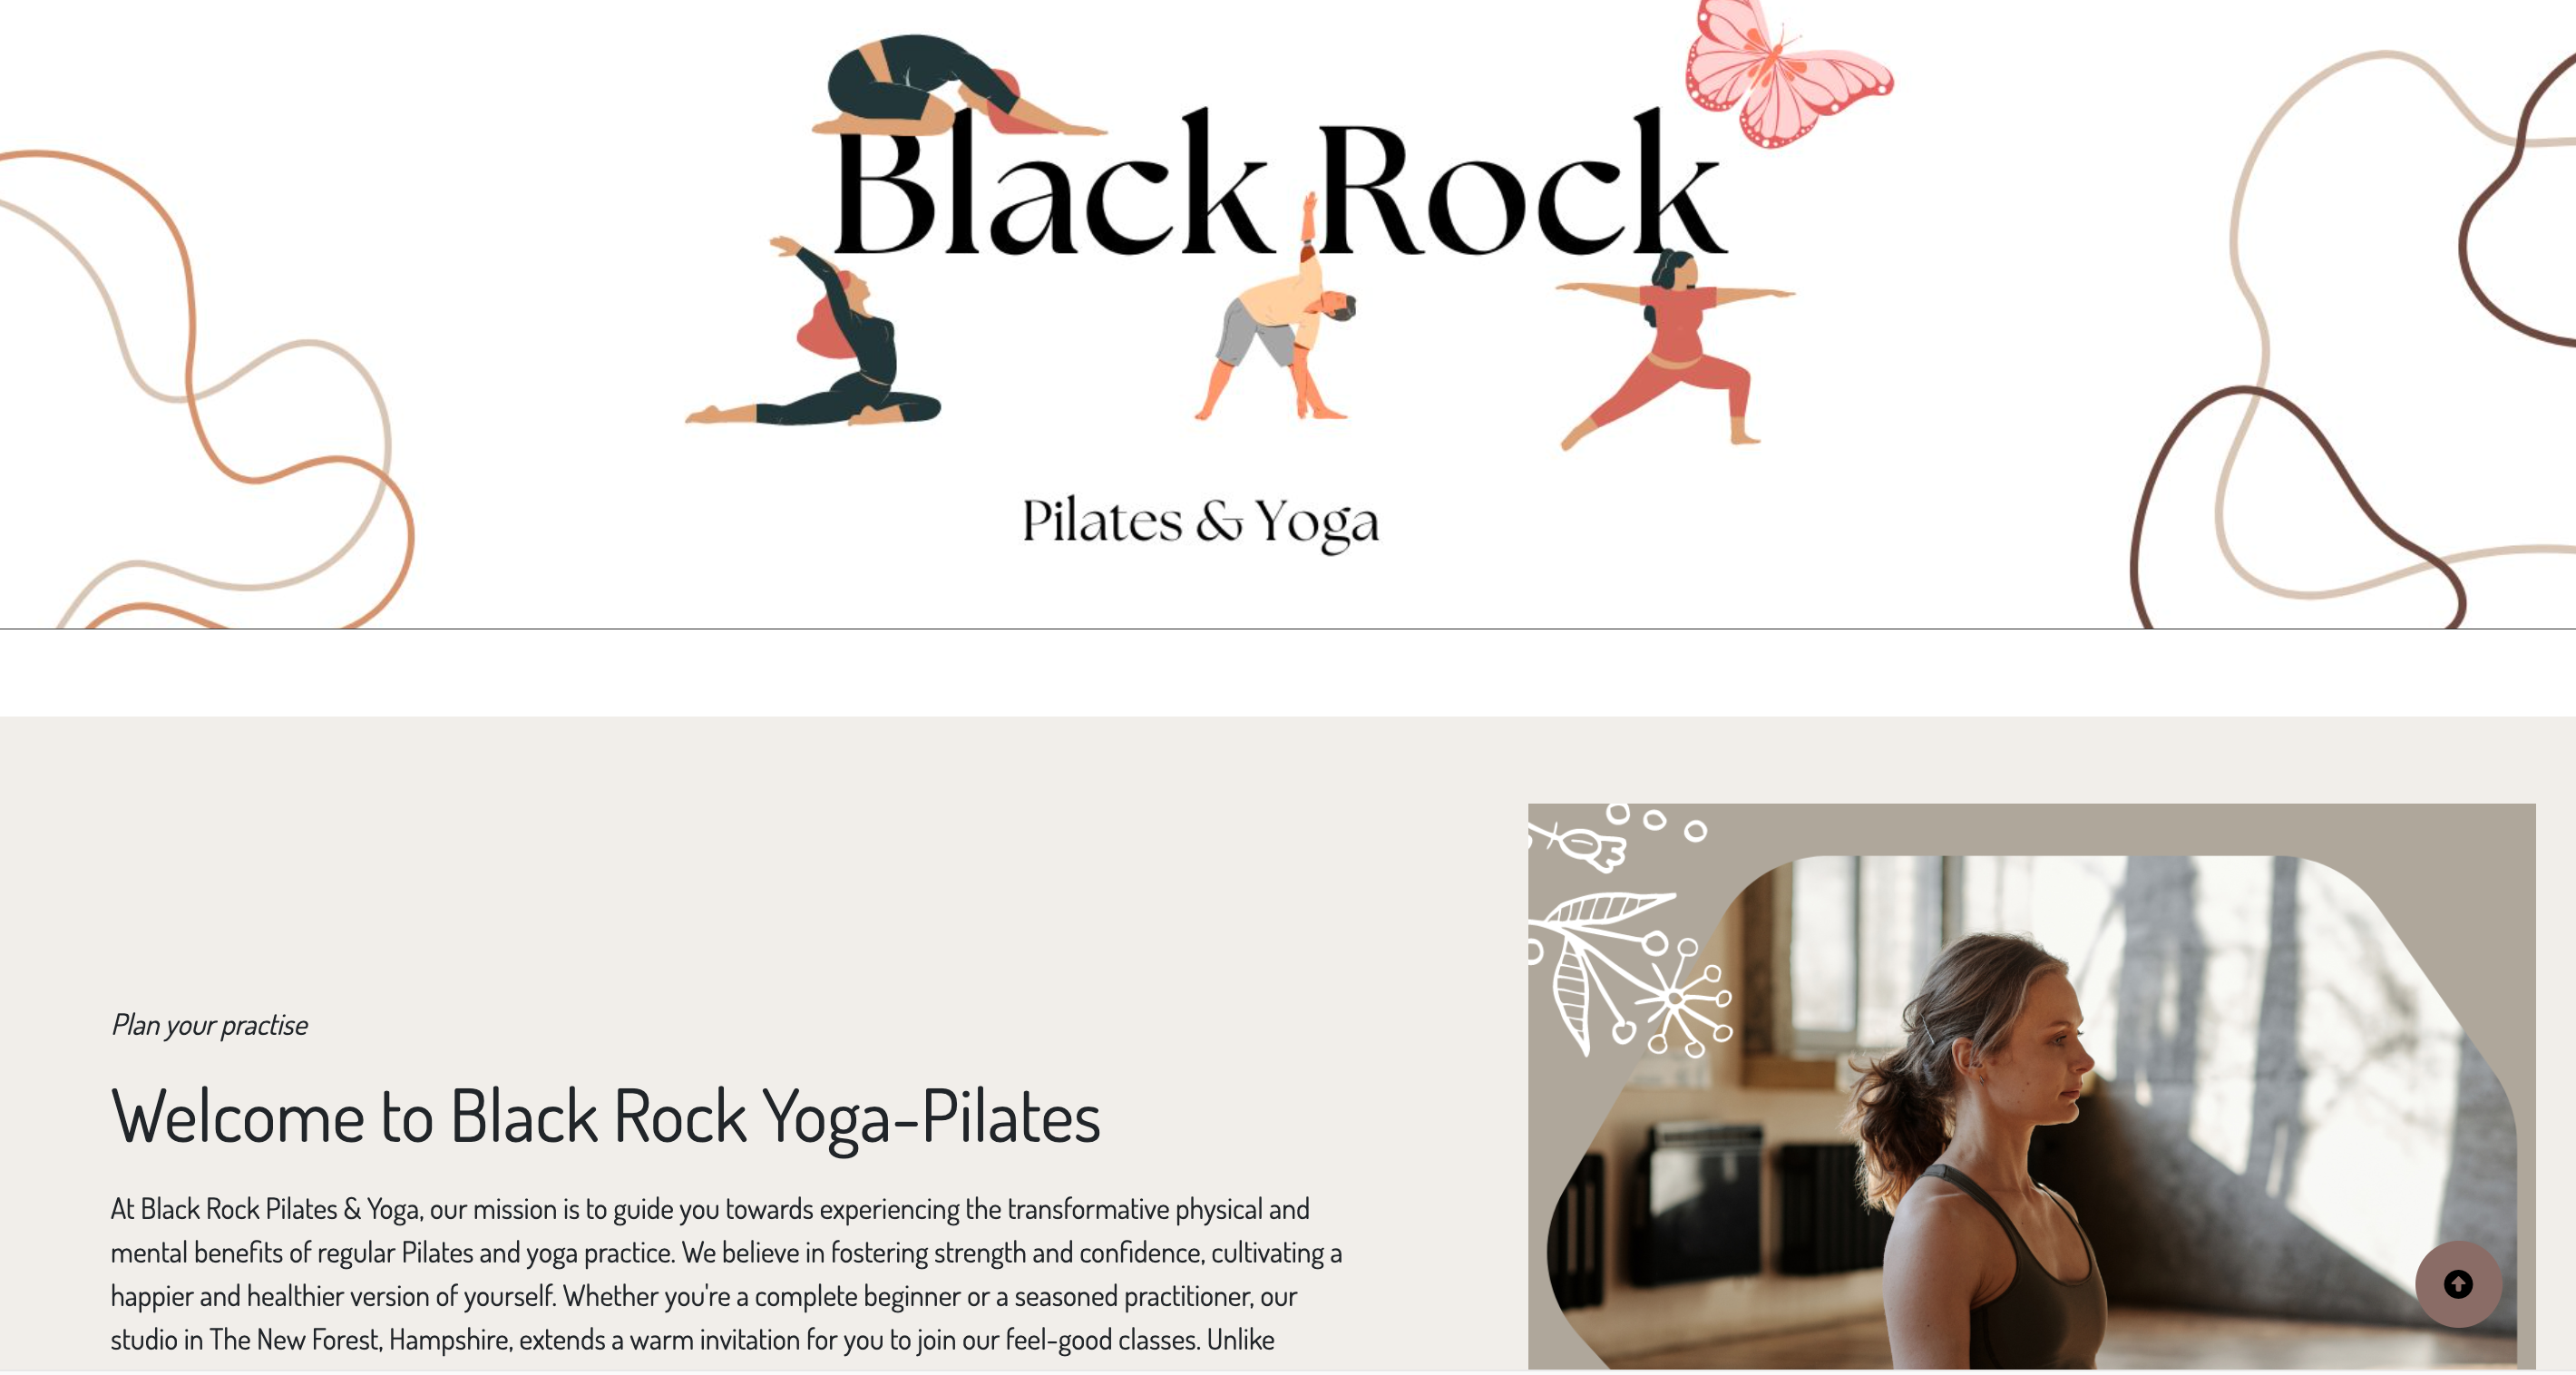 Black Rock
Pilates & Yoga
Plan your practise
Welcome to Black Rock Yoga-Pilates
At Black Rock Pilates & Yoga, our mission is to guide you towards experiencing the transformative physical and
mental benefits of regular Pilates and yoga practice. We believe in fostering strength and confidence, cultivating a
happier and healthier version of yourself. Whether you're a complete beginner or a seasoned practitioner, our
studio in The New Forest, Hampshire, extends a warm invitation for you to join our feel-good classes. Unlike